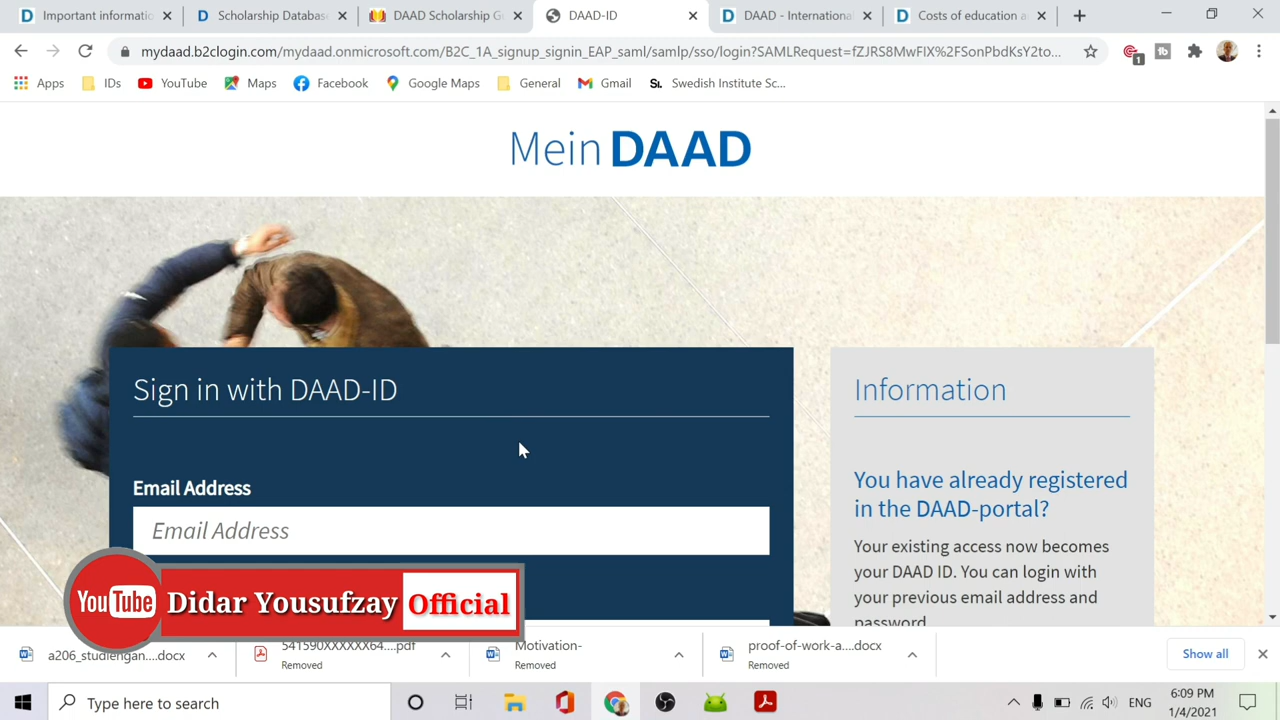 Important informatic
Scholarship Databas
DAAD Scholarship G
DAAD-ID
DAAD - International
Costs of education a
mydaad.b2clogin.com/mydaad.onmicrosoft.com/B2C_1A_signup_signin_EAP_saml/samlp/sso/login?SAMLRequest=fZJRS8MwFIX%2FSonPbdKsY2to...
1
Apps
IDs
YouTube
Maps
Facebook
Google Maps
General
Gmail
Si.
Swedish Institute Sc...
Mein DAAD
Sign in with DAAD-ID
Email Address
Email Address
Information
You have already registered
in the DAAD-portal?
Your existing access now becomes
your DAAD ID. You can login with
your previous email address and
password
YouTube Didar Yousufzay Official
a206_studiengan....docx
541590XXXXXX64....pdf
Removed
Motivation-
Removed
proof-of-work-a....docx
Removed
Show all
Type here to search
ENG
6:09 PM
1/4/2021